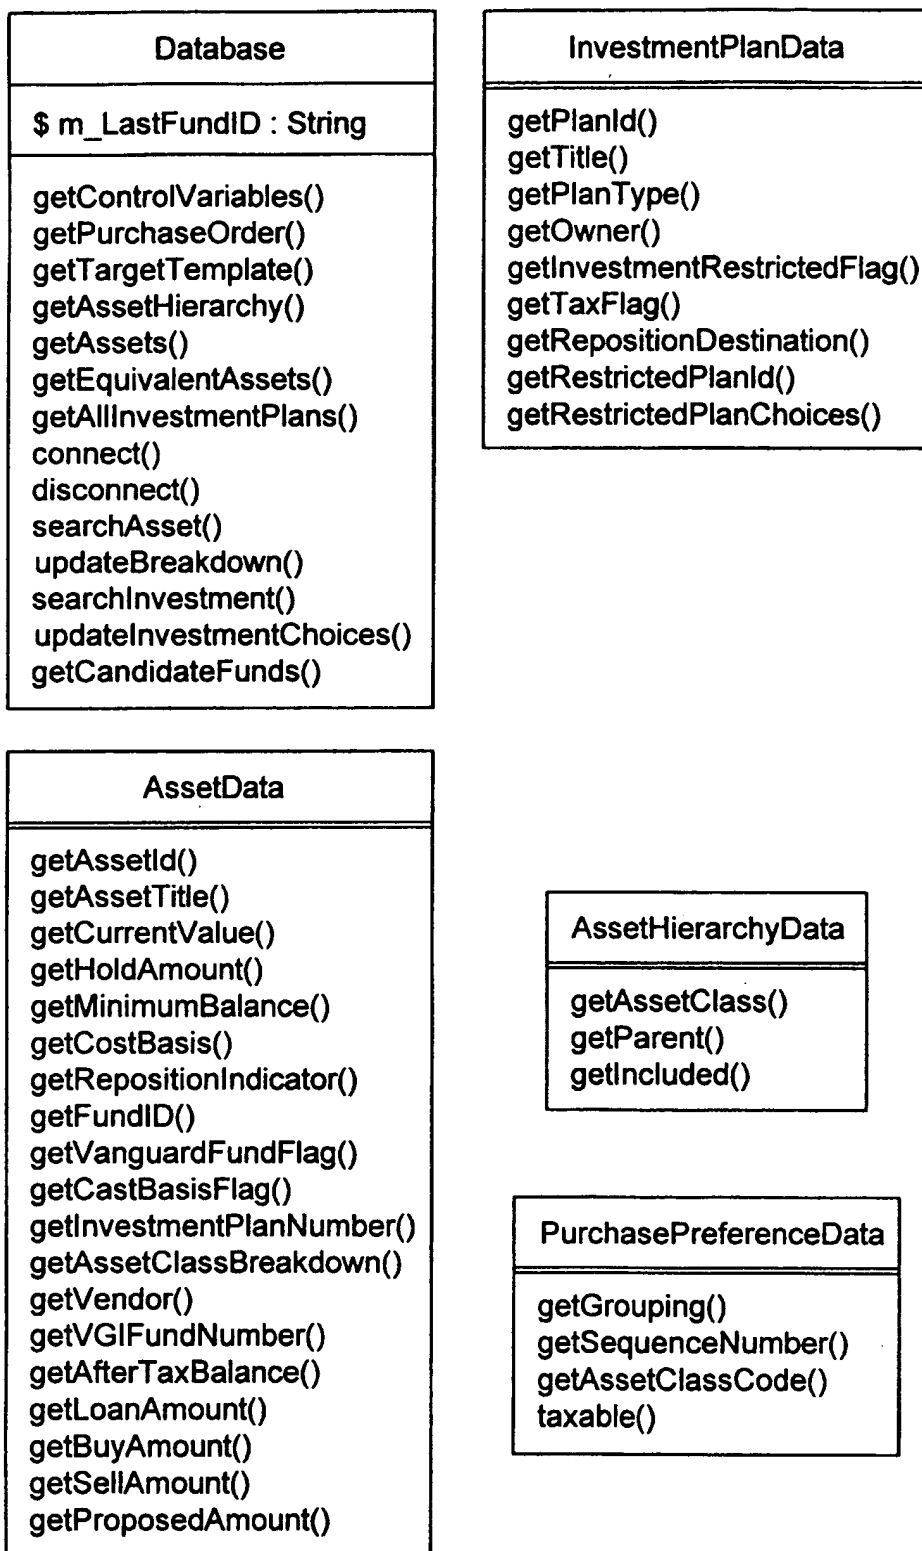 Database
$ m_LastFundID : String
getControlVariables()
getPurchaseOrder()
getTargetTemplate()
getAssetHierarchy()
getAssets()
getEquivalentAssets()
getAllInvestmentPlans()
connect()
disconnect()
searchAsset()
updateBreakdown()
searchInvestment()
updateInvestmentChoices()
getCandidateFunds()
InvestmentPlanData
getPlanId()
getTitle()
getPlanType()
getOwner()
getInvestmentRestrictedFlag()
getTaxFlag()
getRepositionDestination()
getRestrictedPlanId()
getRestrictedPlanChoices()
AssetData
getAssetId()
getAssetTitle()
getCurrentValue()
getHoldAmount()
getMinimumBalance()
getCostBasis()
getRepositionIndicator()
getFundID()
getVanguardFundFlag()
getCastBasisFlag()
getInvestmentPlanNumber()
getAssetClassBreakdown()
getVendor()
getVGIFundNumber()
getAfterTaxBalance()
getLoanAmount()
getBuyAmount()
getSellAmount()
getProposedAmount()
AssetHierarchyData
getAssetClass()
getParent()
getIncluded()
PurchasePreferenceData
getGrouping()
getSequenceNumber()
getAssetClassCode()
taxable()